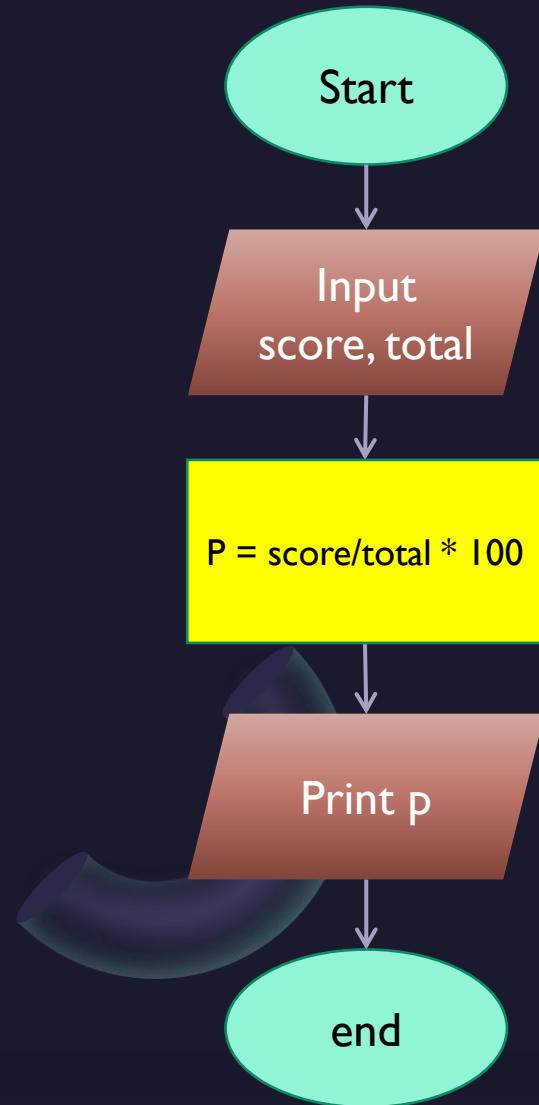 Start
Input
score, total
P = score/total * 100
Print p
end